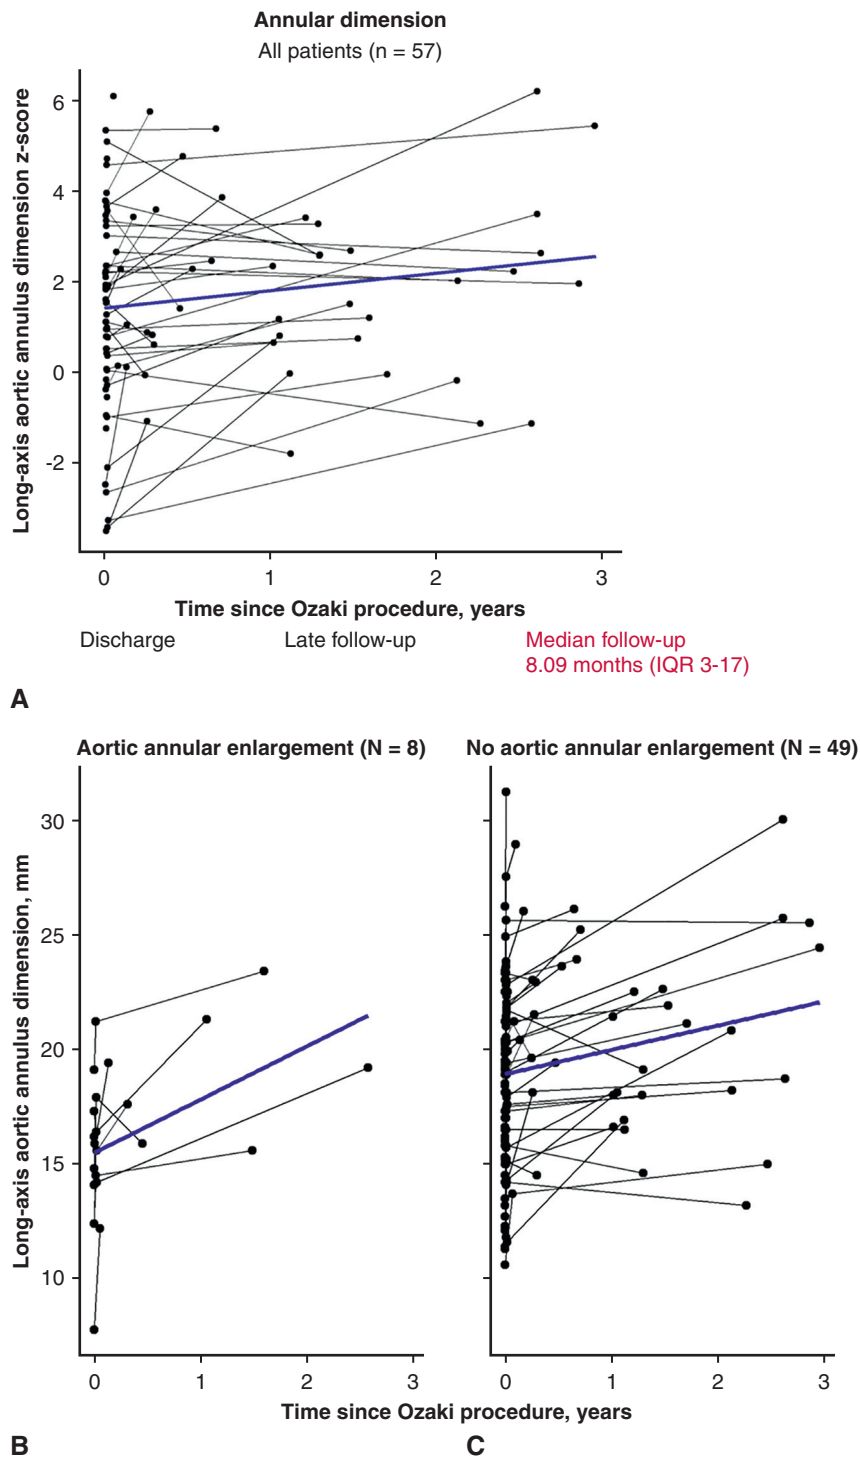 Annular dimension
All patients (n = 57)
Long-axis aortic annulus dimension z-score
6
4
2
0
-2
0 1 2 3
Time since Ozaki procedure, years
Discharge Late follow-up Median follow-up
8.09 months (IQR 3-17)
A
Aortic annular enlargement (N = 8) No aortic annular enlargement (N = 49)
Long-axis aortic annulus dimension, mm
30
25
20
15
10
0 1 2 3 0 1 2 3
Time since Ozaki procedure, years
B C